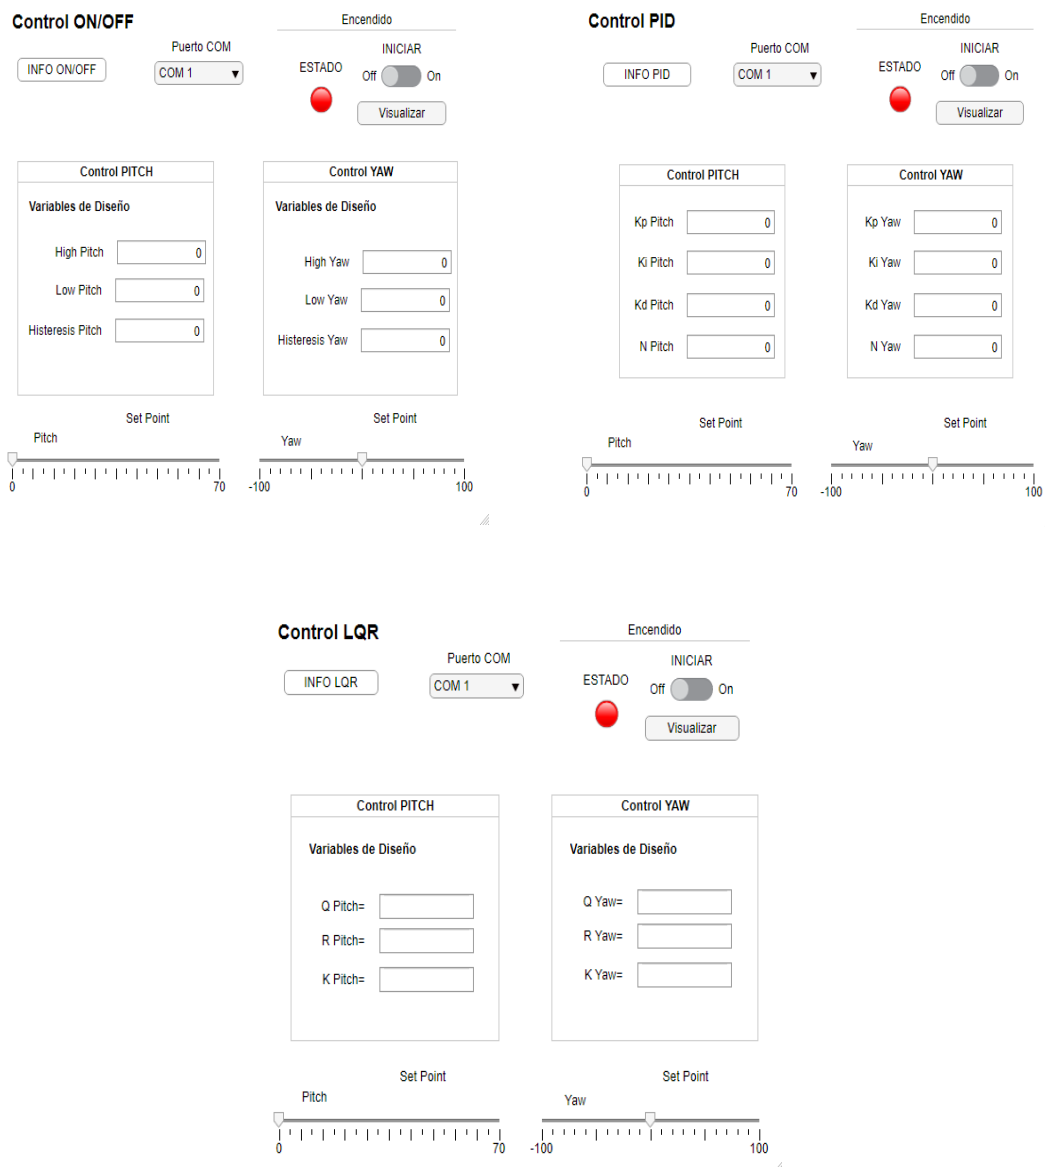 Control ON/OFF
Encendido
Puerto COM
INICIAR
INFO ON/OFF
COM 1
ESTADO
Off
On
Visualizar
Control PITCH
Variables de Diseño
High Pitch 0
Low Pitch 0
Histeresis Pitch 0
Control YAW
Variables de Diseño
High Yaw 0
Low Yaw 0
Histeresis Yaw 0
Set Point
Pitch
0 70
Set Point
Yaw
-100 100
Control PID
Encendido
Puerto COM
INICIAR
INFO PID
COM 1
ESTADO
Off
On
Visualizar
Control PITCH
Kp Pitch 0
Ki Pitch 0
Kd Pitch 0
N Pitch 0
Control YAW
Kp Yaw 0
Ki Yaw 0
Kd Yaw 0
N Yaw 0
Set Point
Pitch
0 70
Set Point
Yaw
-100 100
Control LQR
Encendido
Puerto COM
INICIAR
INFO LQR
COM 1
ESTADO
Off
On
Visualizar
Control PITCH
Variables de Diseño
Q Pitch=
R Pitch=
K Pitch=
Control YAW
Variables de Diseño
Q Yaw=
R Yaw=
K Yaw=
Set Point
Pitch
0 70
Set Point
Yaw
-100 100